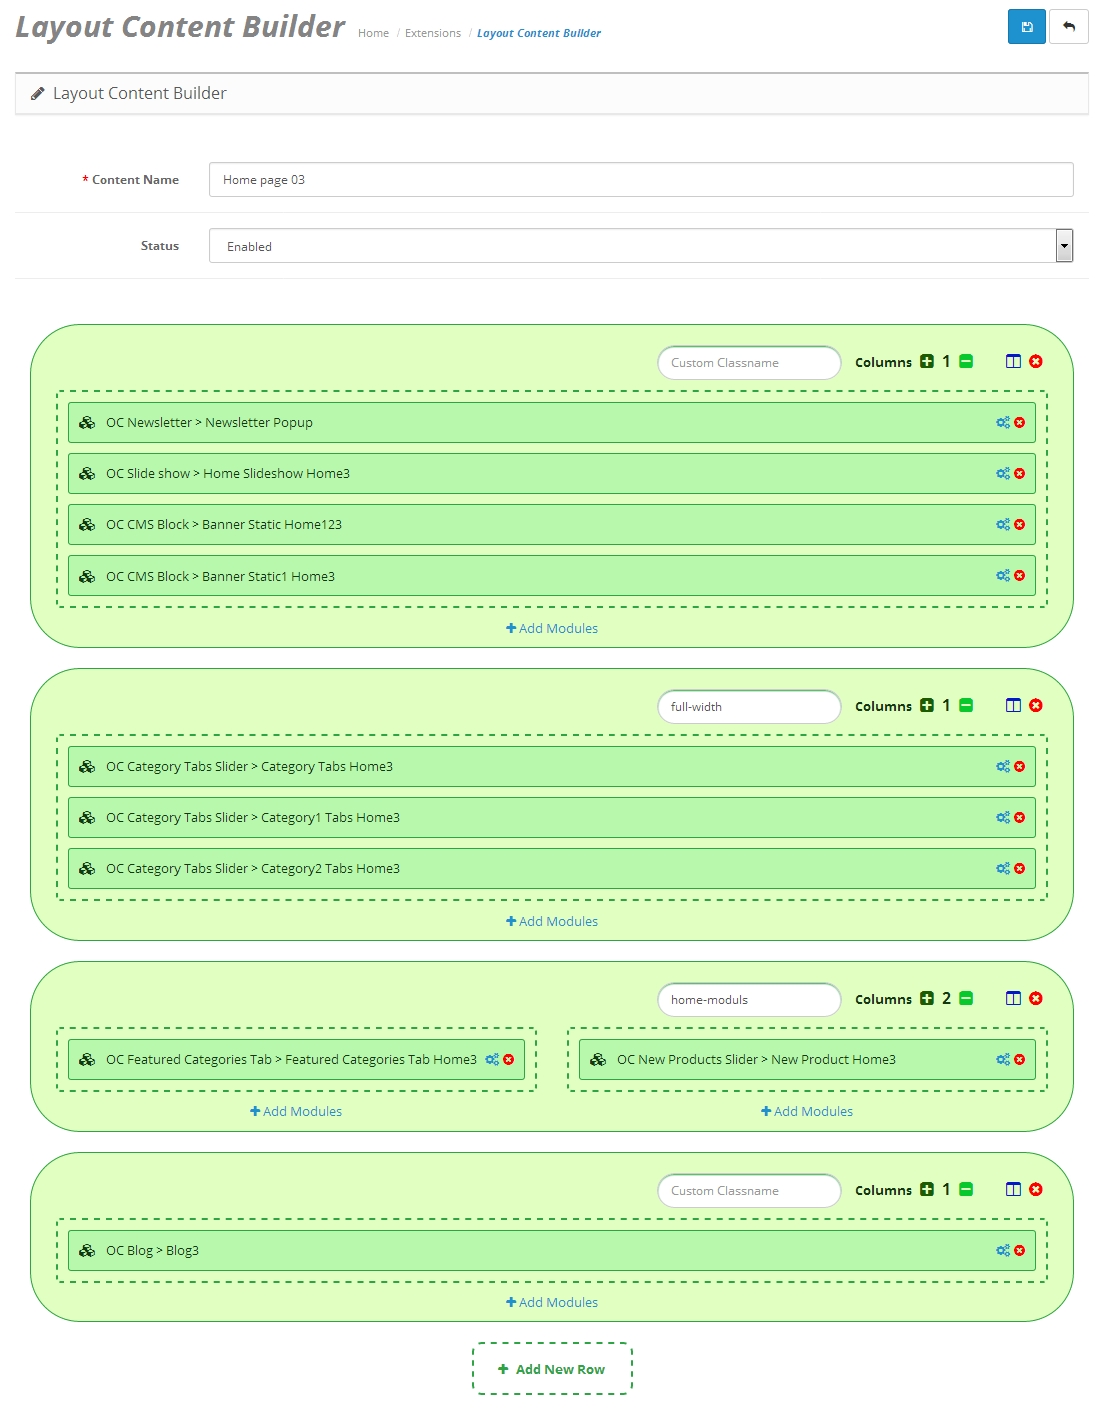 Layout Content Builder Home / Extensions / Layout Content Builder
Layout Content Builder
* Content Name Home page 03
Status Enabled
Custom Classname Columns 1
OC Newsletter > Newsletter Popup
OC Slide show > Home Slideshow Home3
OC CMS Block > Banner Static Home123
OC CMS Block > Banner Static1 Home3
Add Modules
full-width Columns 1
OC Category Tabs Slider > Category Tabs Home3
OC Category Tabs Slider > Category1 Tabs Home3
OC Category Tabs Slider > Category2 Tabs Home3
Add Modules
home-moduls Columns 2
OC Featured Categories Tab > Featured Categories Tab Home3 OC New Products Slider > New Product Home3
Add Modules Add Modules
Custom Classname Columns 1
OC Blog > Blog3
Add Modules
Add New Row